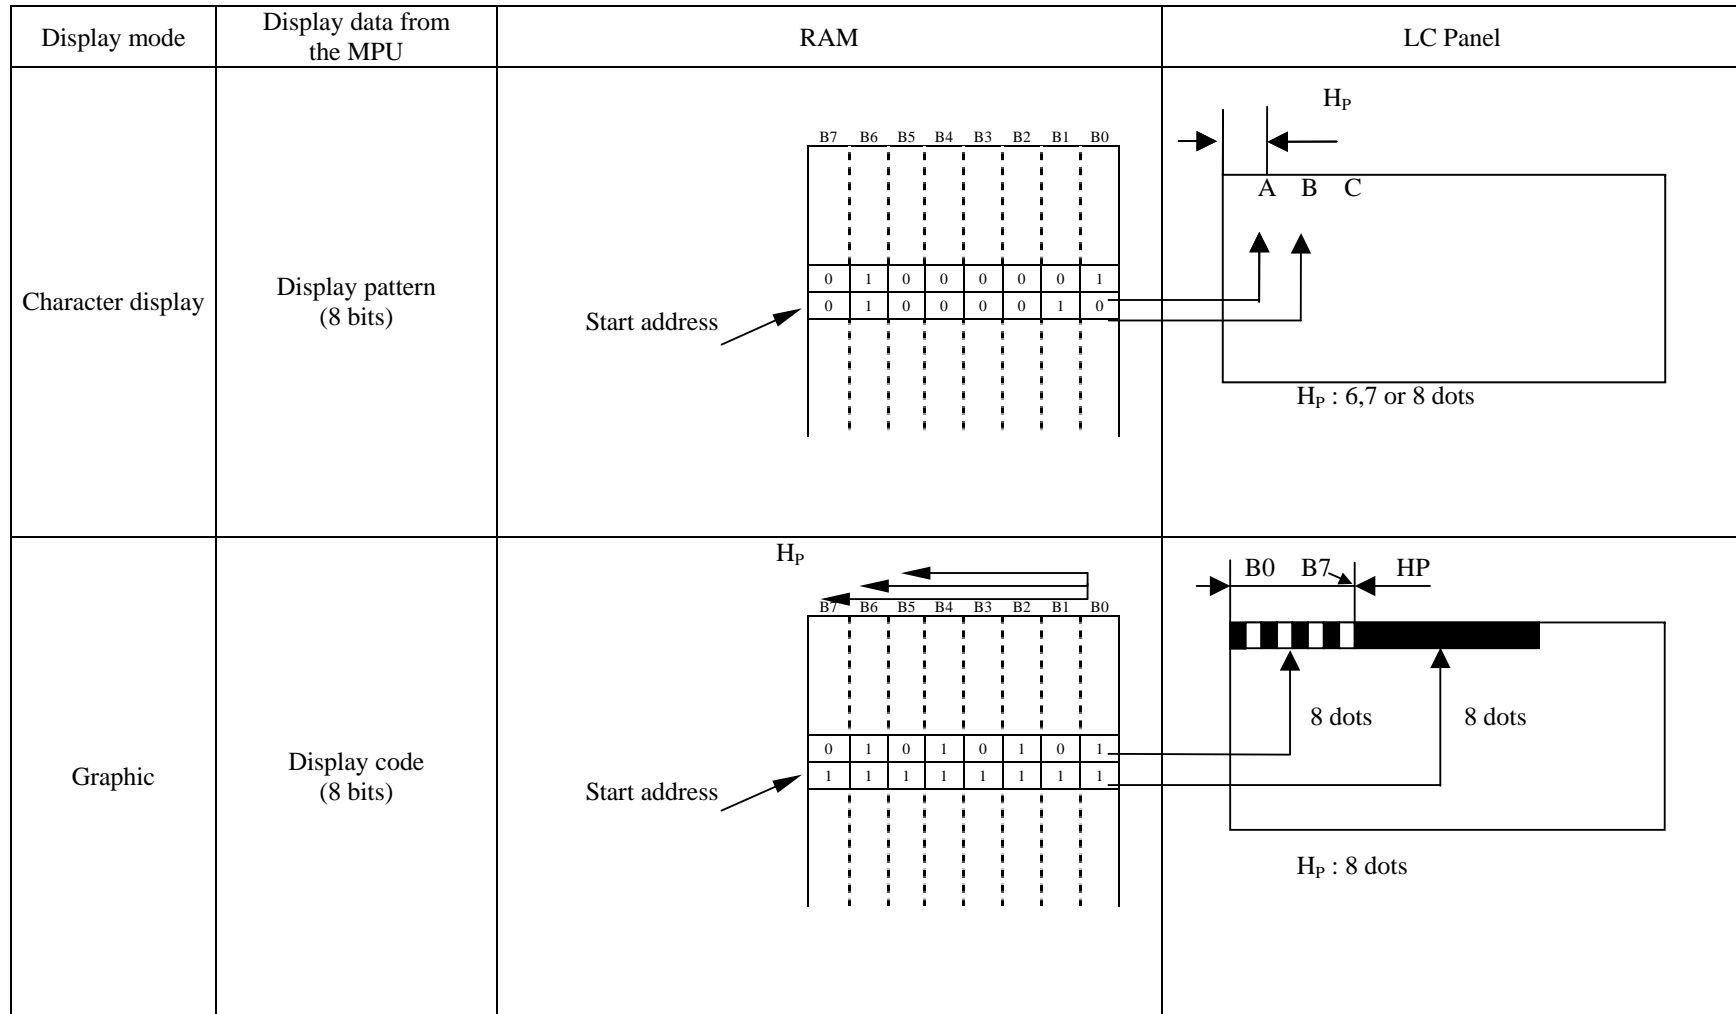 Display mode
Display data from
the MPU
RAM
LC Panel
Character display
Display pattern
(8 bits)
Start address
B7 B6 B5 B4 B3 B2 B1 B0
0 1 0 0 0 0 0 1
0 1 0 0 0 0 1 0
HP
A B C
HP : 6,7 or 8 dots
Graphic
Display code
(8 bits)
Start address
HP
B7 B6 B5 B4 B3 B2 B1 B0
0 1 0 1 0 1 0 1
1 1 1 1 1 1 1 1
B0 B7 HP
8 dots 8 dots
HP : 8 dots